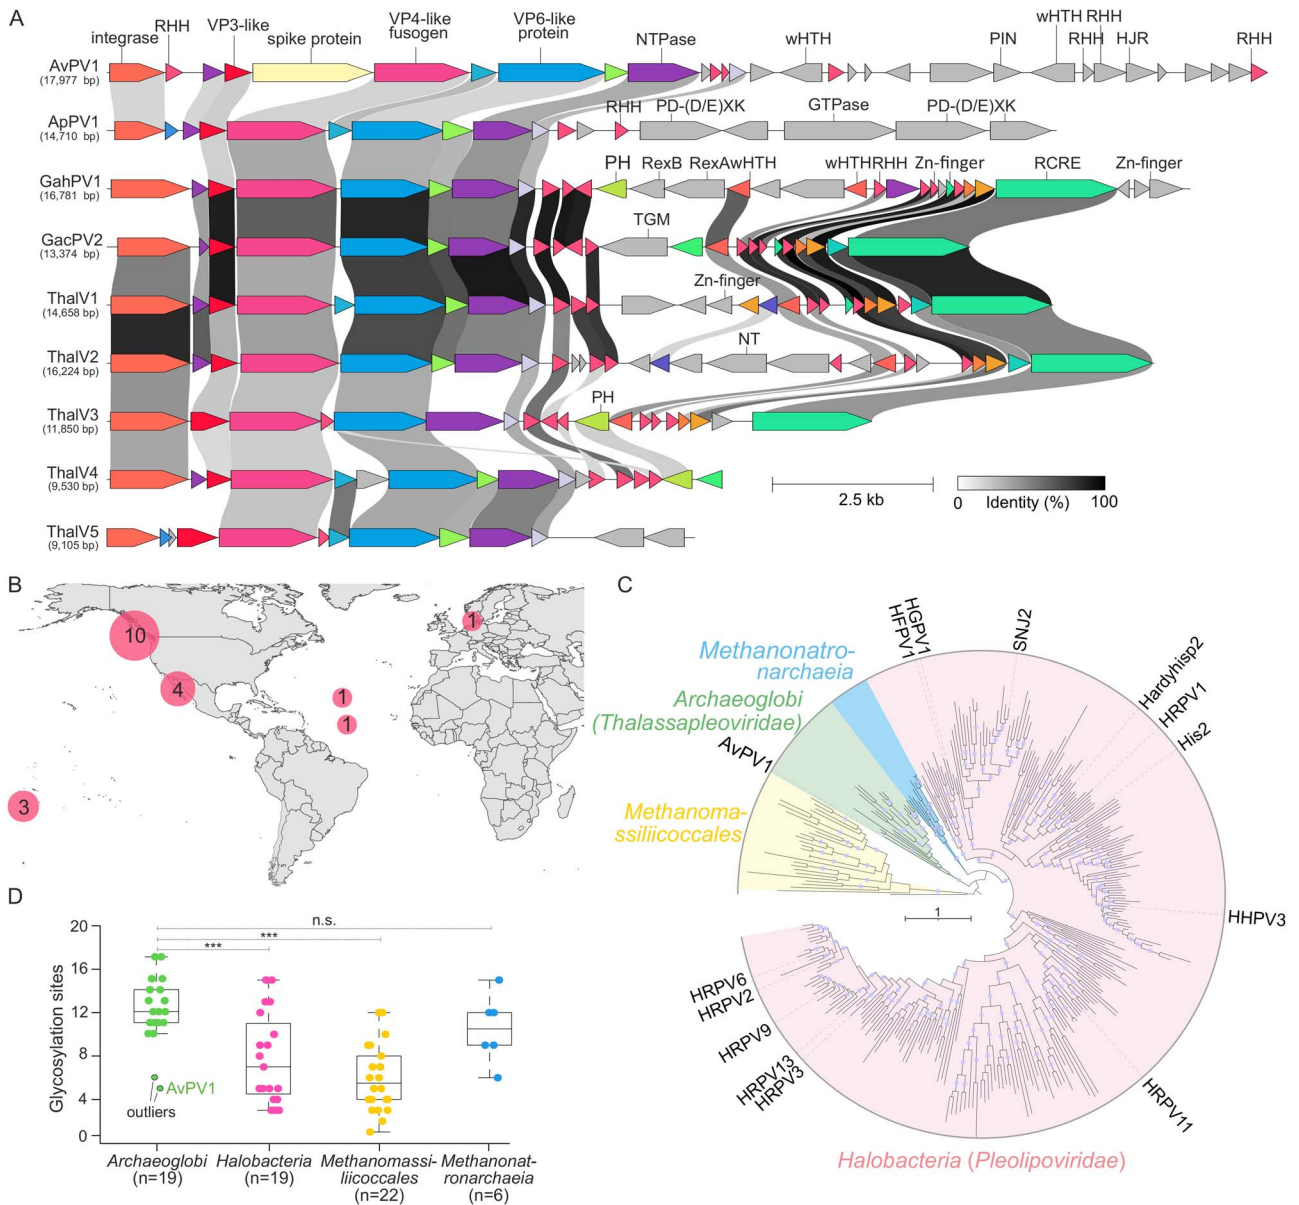 A
integrase
RHH
VP3-like
spike protein
VP4-like
fusogen
VP6-like
protein
NTPase
wHTH
PIN
wHTH
RHH
RHH
HJR
RHH
AvPV1
(17,977 bp)
ApPV1
(14,710 bp)
RHH
PD-(D/E)XK
GTPase
PD-(D/E)XK
GahPV1
(16,781 bp)
PH
RexB
RexA
wHTH
wHTH
RHH
Zn-finger
RCRE
Zn-finger
GacPV2
(13,374 bp)
TGM
ThalV1
(14,658 bp)
Zn-finger
ThalV2
(16,224 bp)
NT
ThalV3
(11,850 bp)
PH
ThalV4
(9,530 bp)
2.5 kb
0
Identity (%)
100
ThalV5
(9,105 bp)
B
10
4
1
1
1
3
C
Methanonatro-
narchaeia
Archaeoglobi
(Thalassapleoviridae)
AvPV1
Methanoma-
ssiliicoccales
HFPV1
HGPV1
SNJ2
Hardyhisp2
HRPV1
His2
HHPV3
HRPV11
HRPV3
HRPV13
HRPV9
HRPV2
HRPV6
1
Halobacteria (Pleolipoviridae)
D
Glycosylation sites
20
16
12
8
4
0
n.s.
***
***
AvPV1
outliers
Archaeoglobi
(n=19)
Halobacteria
(n=19)
Methanomassi-
liicoccales
(n=22)
Methanonat-
ronarchaeia
(n=6)